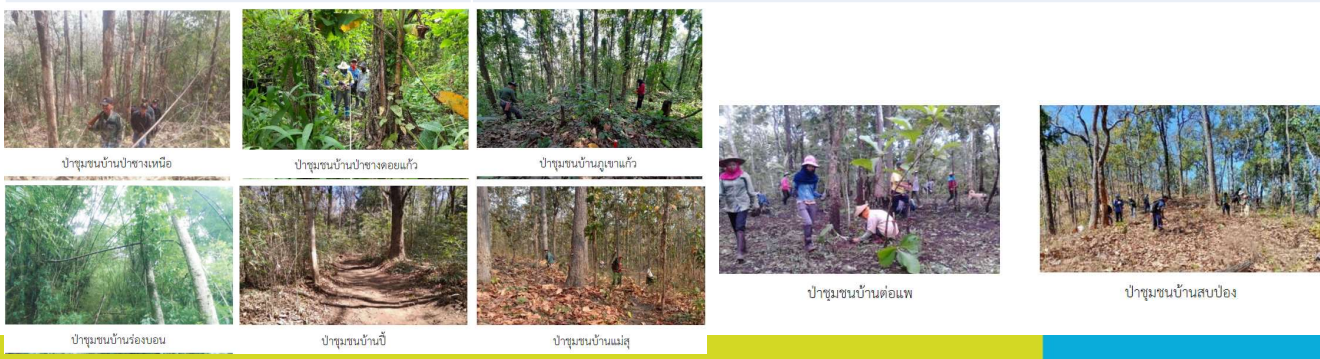 ป่าชุมชนบ้านป่าซางเหนือ
ป่าชุมชนบ้านป่าซางดอยแก้ว
ป่าชุมชนบ้านภูเขาแก้ว
ป่าชุมชนบ้านร่องบอน
ป่าชุมชนบ้านปี้
ป่าชุมชนบ้านแม่สุ
ป่าชุมชนบ้านต่อแพ
ป่าชุมชนบ้านสบป่อง